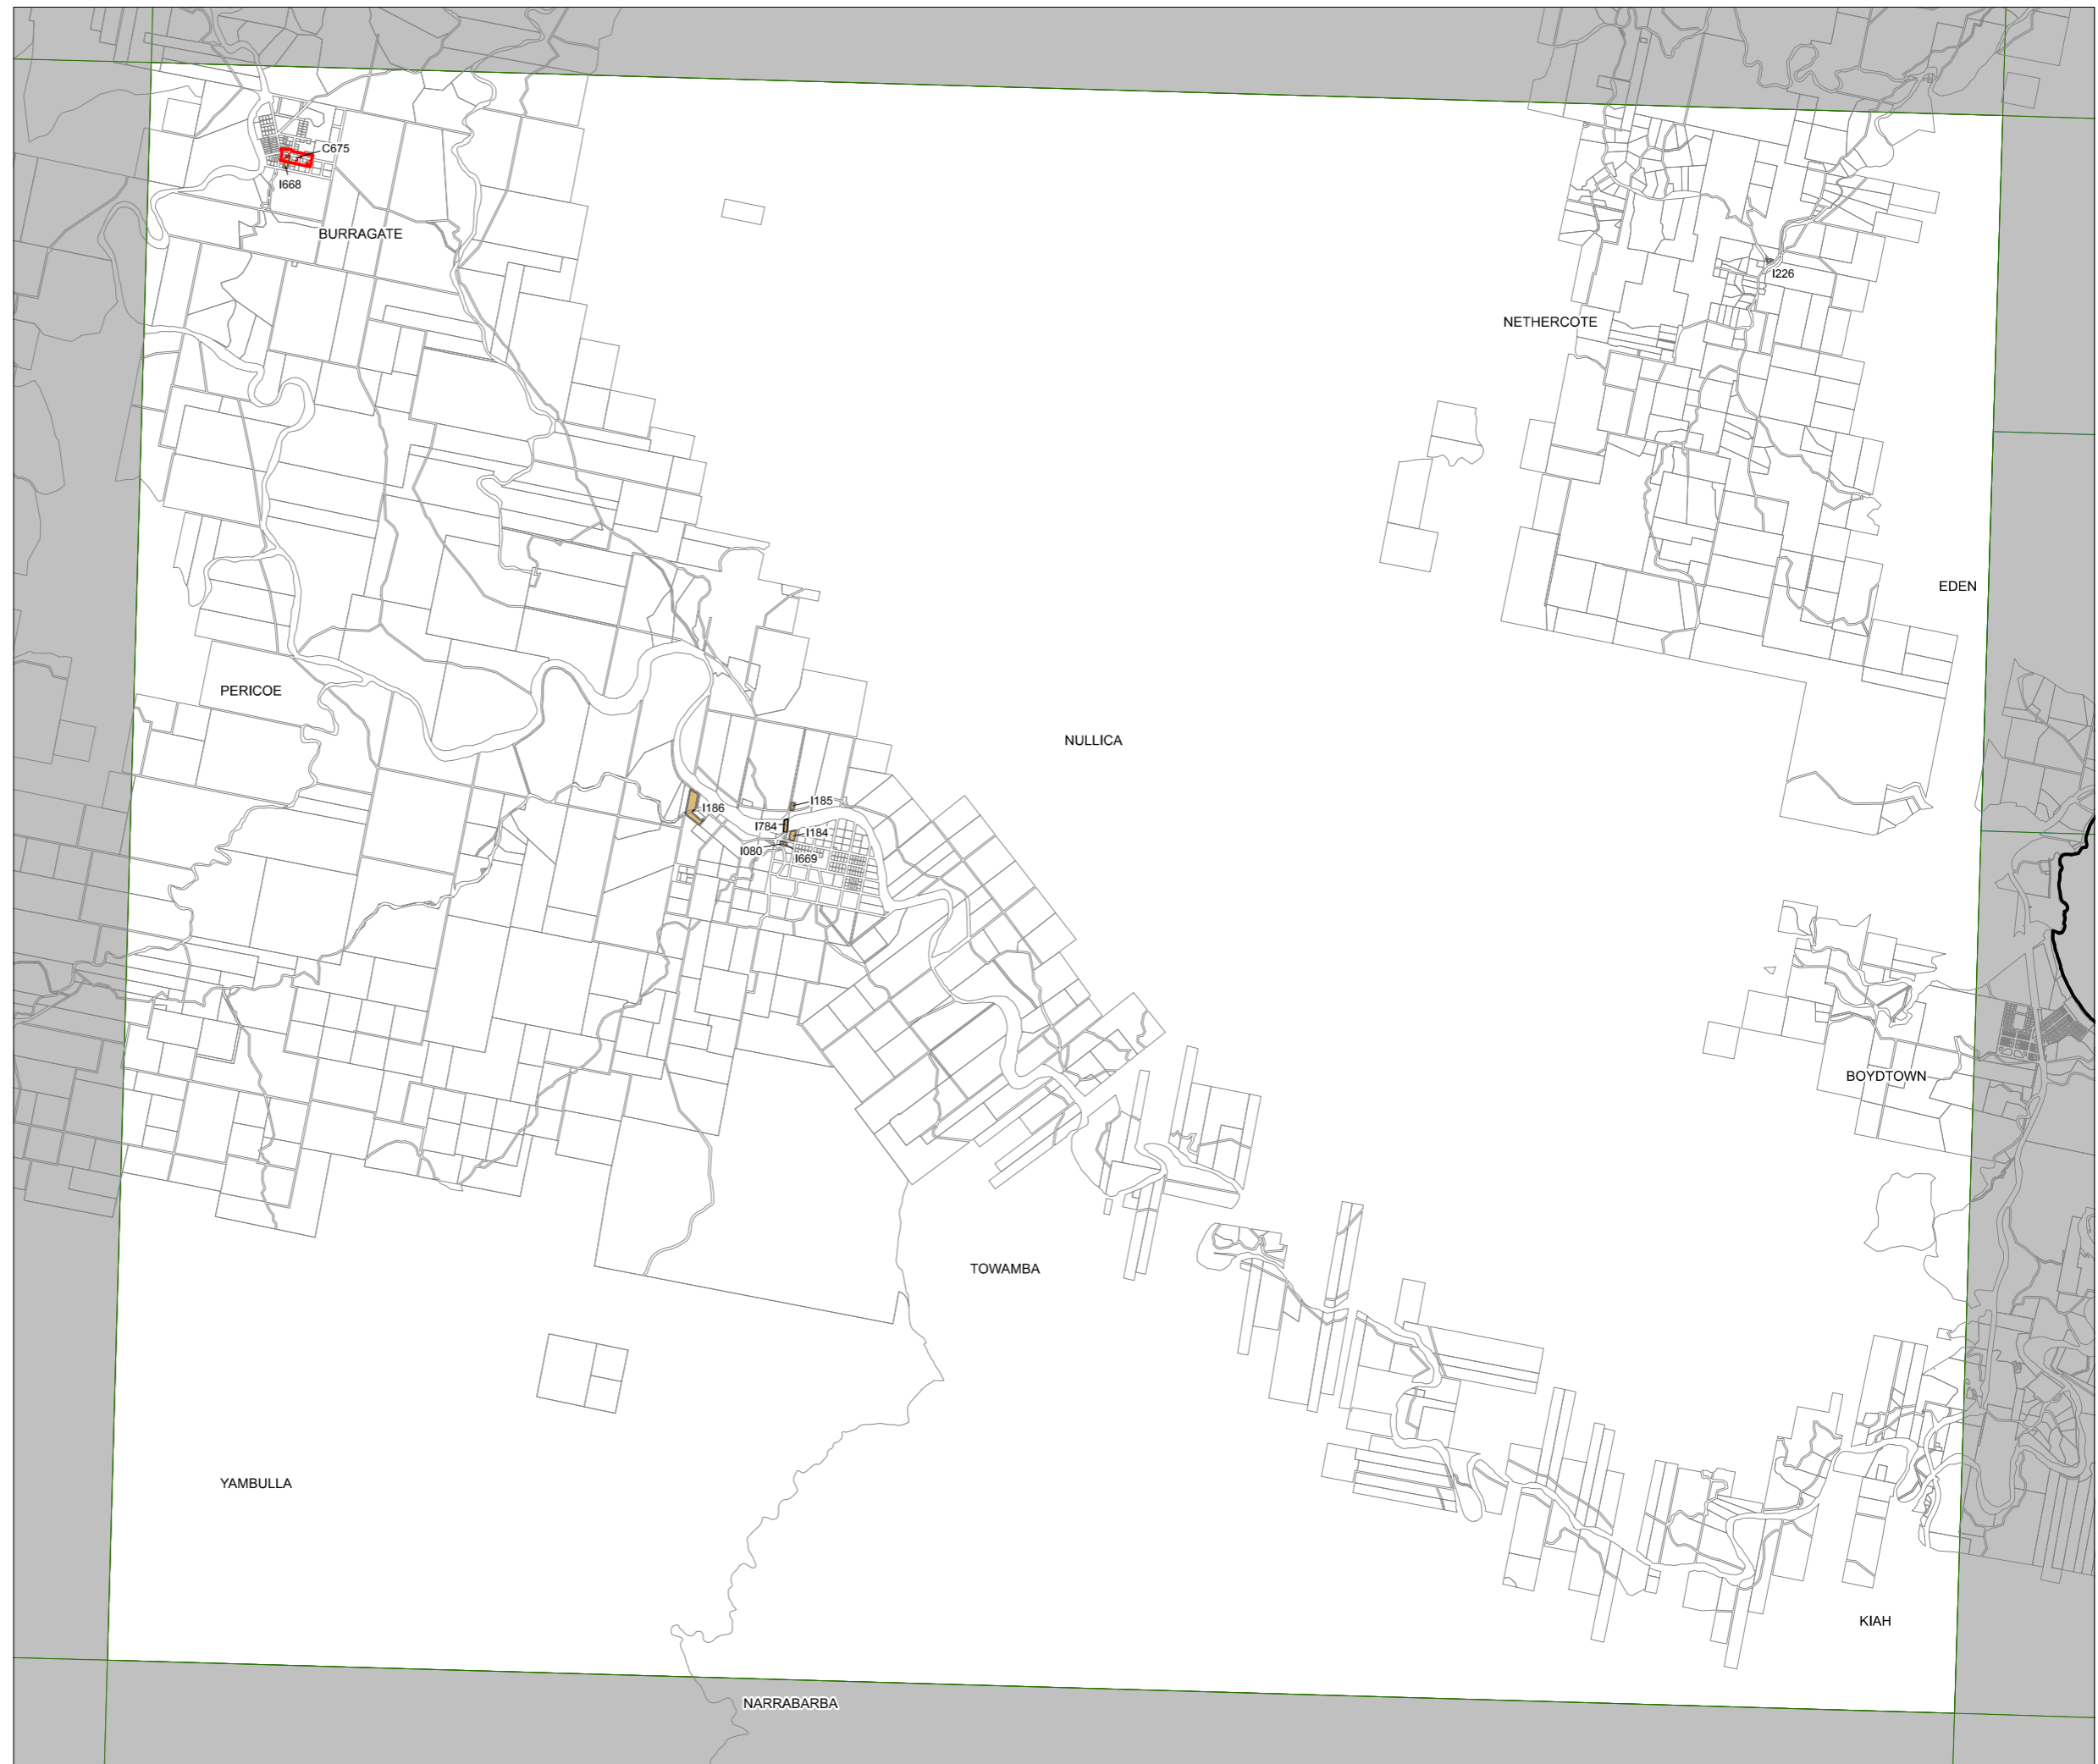 C675
I668
BURRAGATE
I226
NETHERCOTE
EDEN
PERICOE
NULLICA
I186
I185
I784
I184
I080
I669
BOYDTOWN
TOWAMBA
YAMBULLA
KIAH
NARRABARBA